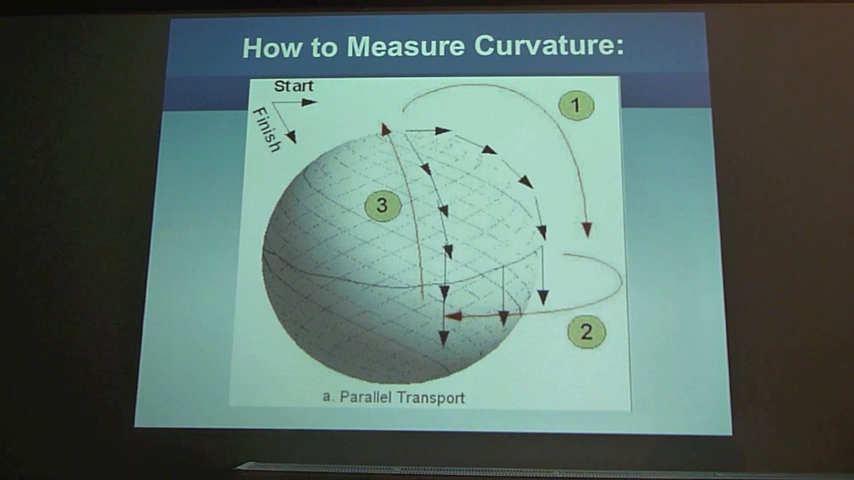 How to Measure Curvature:
Start
Finish
1
3
2
a. Parallel Transport